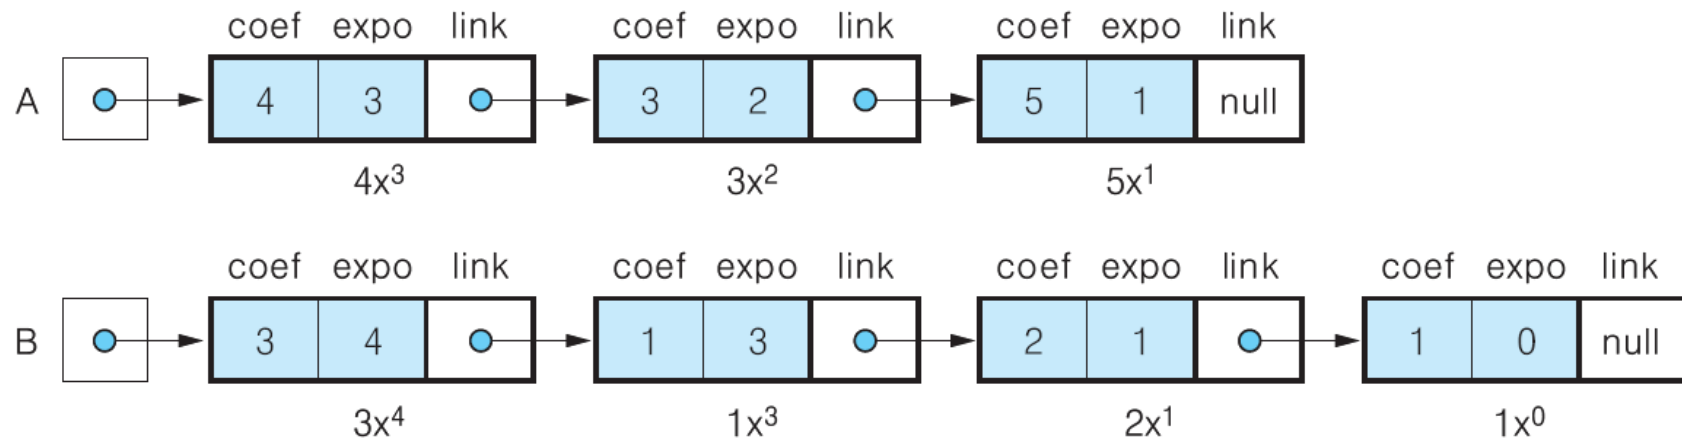 coef expo link coef expo link coef expo link
A 4 3 3 2 5 1 null
4x³ 3x² 5x¹
coef expo link coef expo link coef expo link coef expo link
B 3 4 1 3 2 1 1 0 null
3x⁴ 1x³ 2x¹ 1x⁰